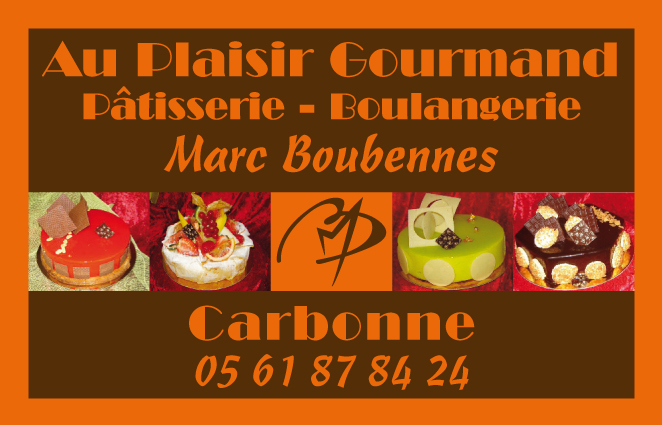 Au Plaisir Gourmand
Pâtisserie - Boulangerie
Marc Boubennes
Carbonne
05 61 87 84 24